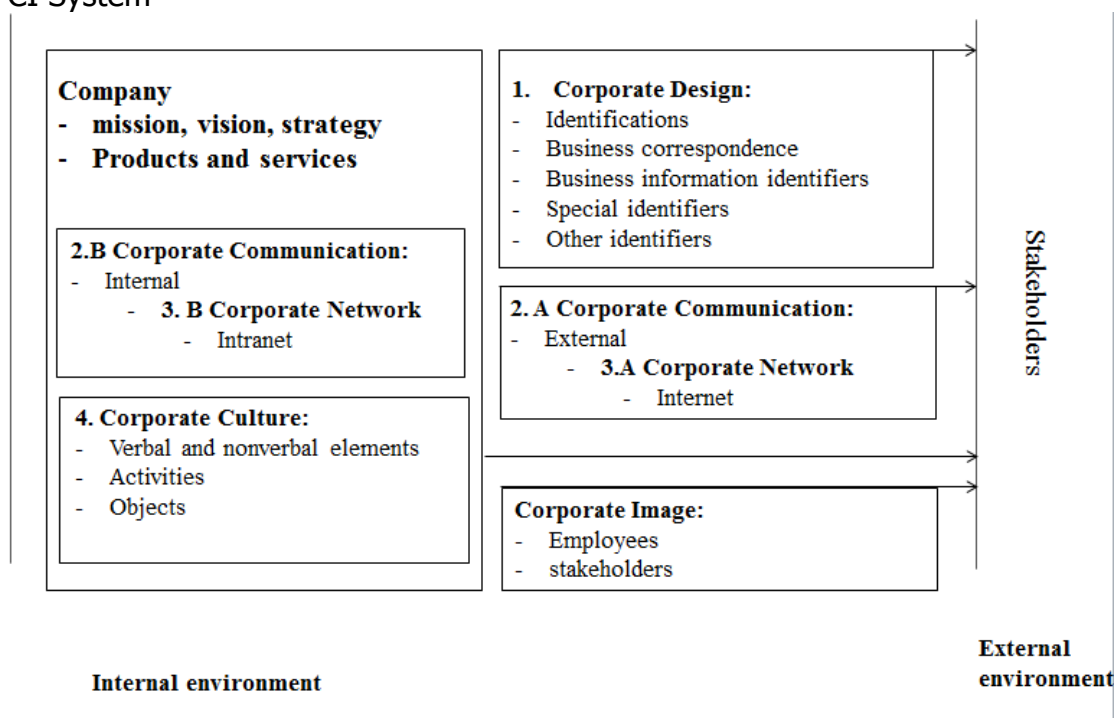 CI System
Company
- mission, vision, strategy
- Products and services
2.B Corporate Communication:
- Internal
- 3. B Corporate Network
- Intranet
4. Corporate Culture:
- Verbal and nonverbal elements
- Activities
- Objects
1. Corporate Design:
- Identifications
- Business correspondence
- Business information identifiers
- Special identifiers
- Other identifiers
2. A Corporate Communication:
- External
- 3.A Corporate Network
- Internet
Corporate Image:
- Employees
- stakeholders
Stakeholders
Internal environment
External
environment